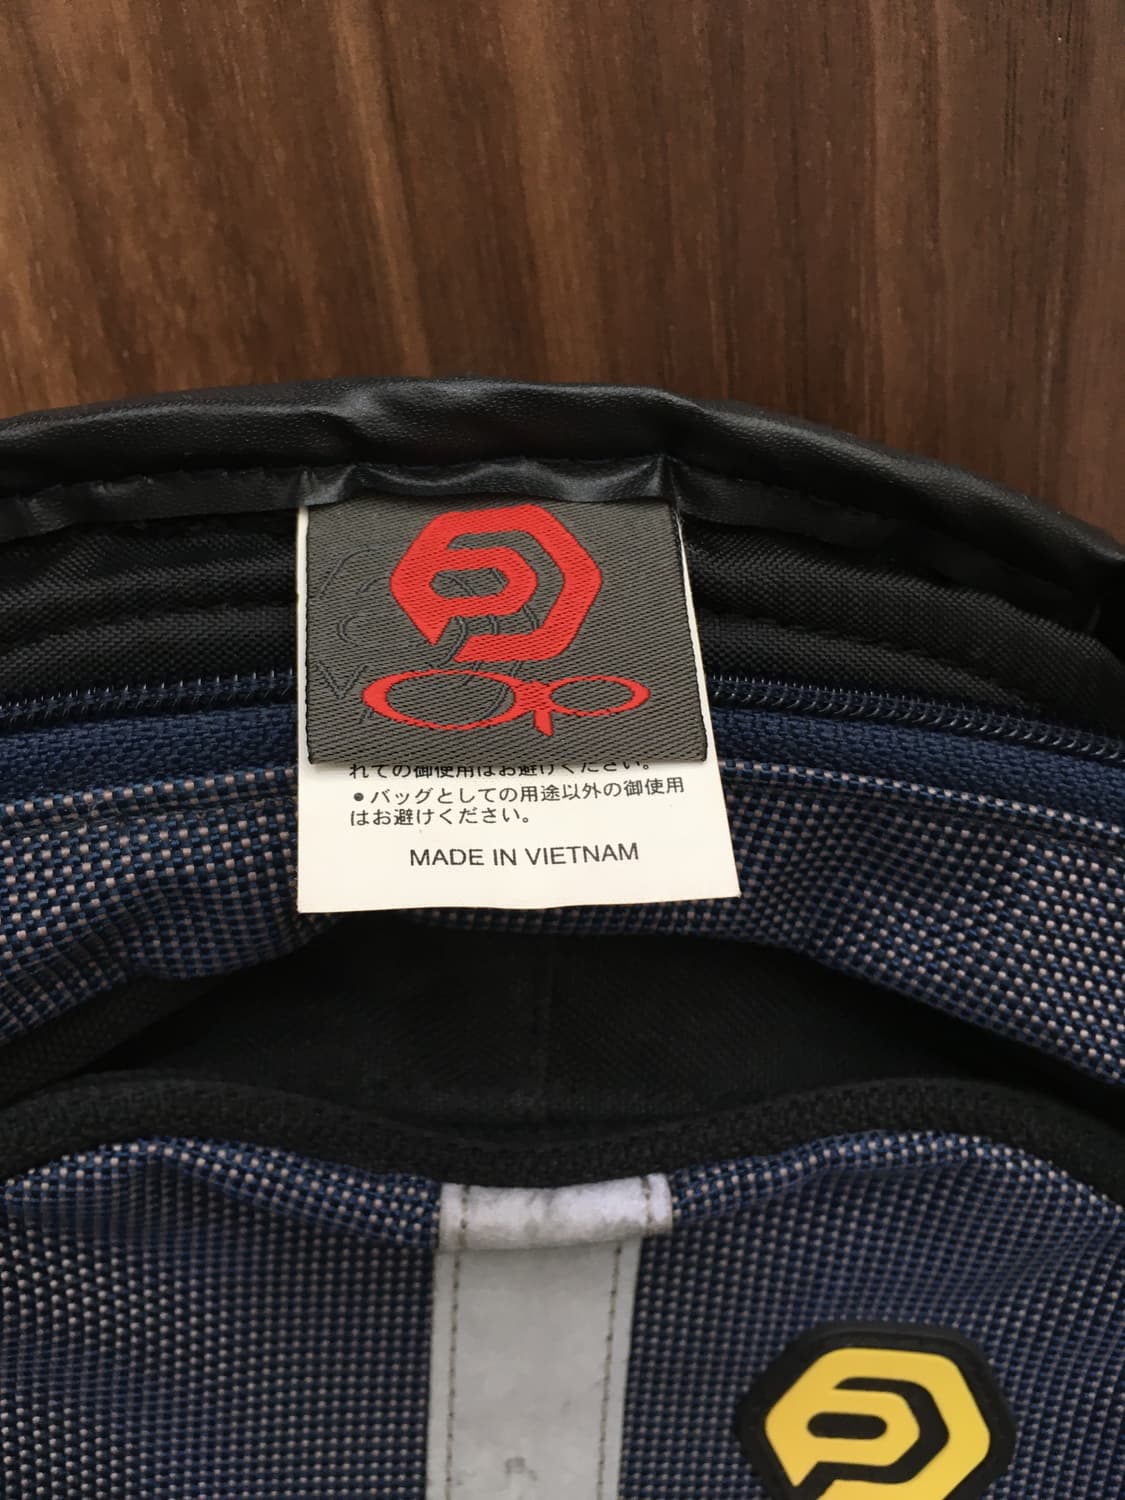 op
れての御使用はお避けください。
●バッグとしての用途以外の御使用
はお避けください。
MADE IN VIETNAM